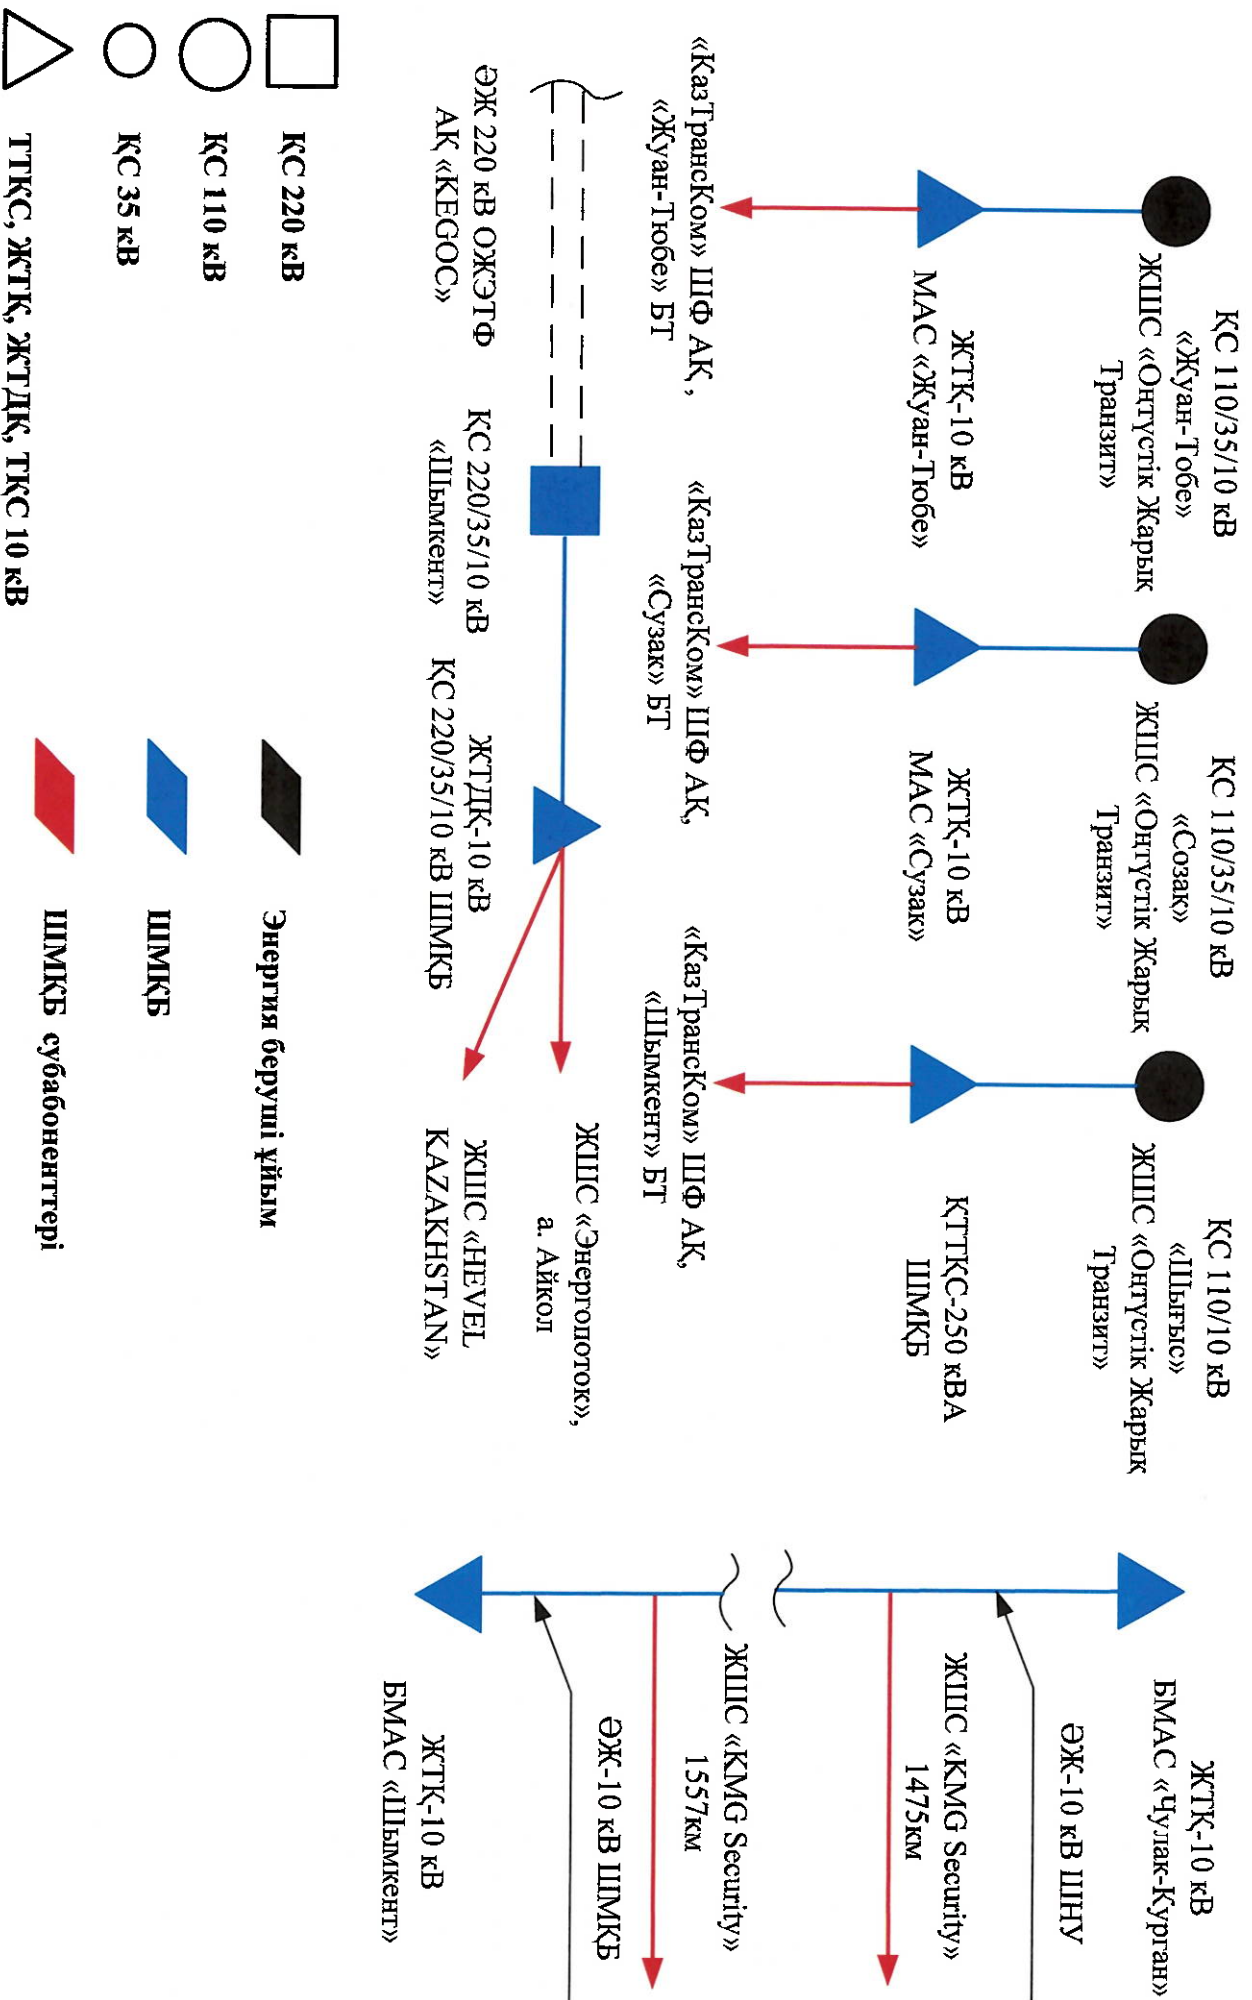 ҚС 110/35/10 кВ
«Жуан-Тобе»
ЖШС «Оңтүстік Жарық
Транзит»
ҚС 110/35/10 кВ
«Созақ»
ЖШС «Оңтүстік Жарық
Транзит»
ҚС 110/10 кВ
«Шығыс»
ЖШС «Оңтүстік Жарық
Транзит»
ЖТҚ-10 кВ
МАС «Жуан-Тюбе»
ЖТҚ-10 кВ
МАС «Сузак»
ҚТТҚС-250 кВА
ШМҚБ
«КазТрансКом» ШФ АҚ ,
«Жуан-Тюбе» БТ
«КазТрансКом» ШФ АҚ,
«Сузак» БТ
«КазТрансКом» ШФ АҚ,
«Шымкент» БТ
ЖТҚ-10 кВ
БМАС «Чулак-Курган»
ӘЖ-10 кВ ШНУ
ЖШС «KMG Security»
1475км
ЖШС «KMG Security»
1557км
ӘЖ-10 кВ ШМҚБ
ЖТҚ-10 кВ
БМАС «Шымкент»
ӘЖ 220 кВ ОЖЭТФ
АҚ «KEGOC»
ҚС 220/35/10 кВ
«Шымкент»
ЖТДҚ-10 кВ
ҚС 220/35/10 кВ ШМҚБ
ЖШС «Энергопоток»,
а. Айкол
ЖШС «HEVEL
KAZAKHSTAN»
ҚС 220 кВ
ҚС 110 кВ
ҚС 35 кВ
ТТҚС, ЖТҚ, ЖТДҚ, ТҚС 10 кВ
Энергия беруші ұйым
ШМҚБ
ШМҚБ субабоненттері